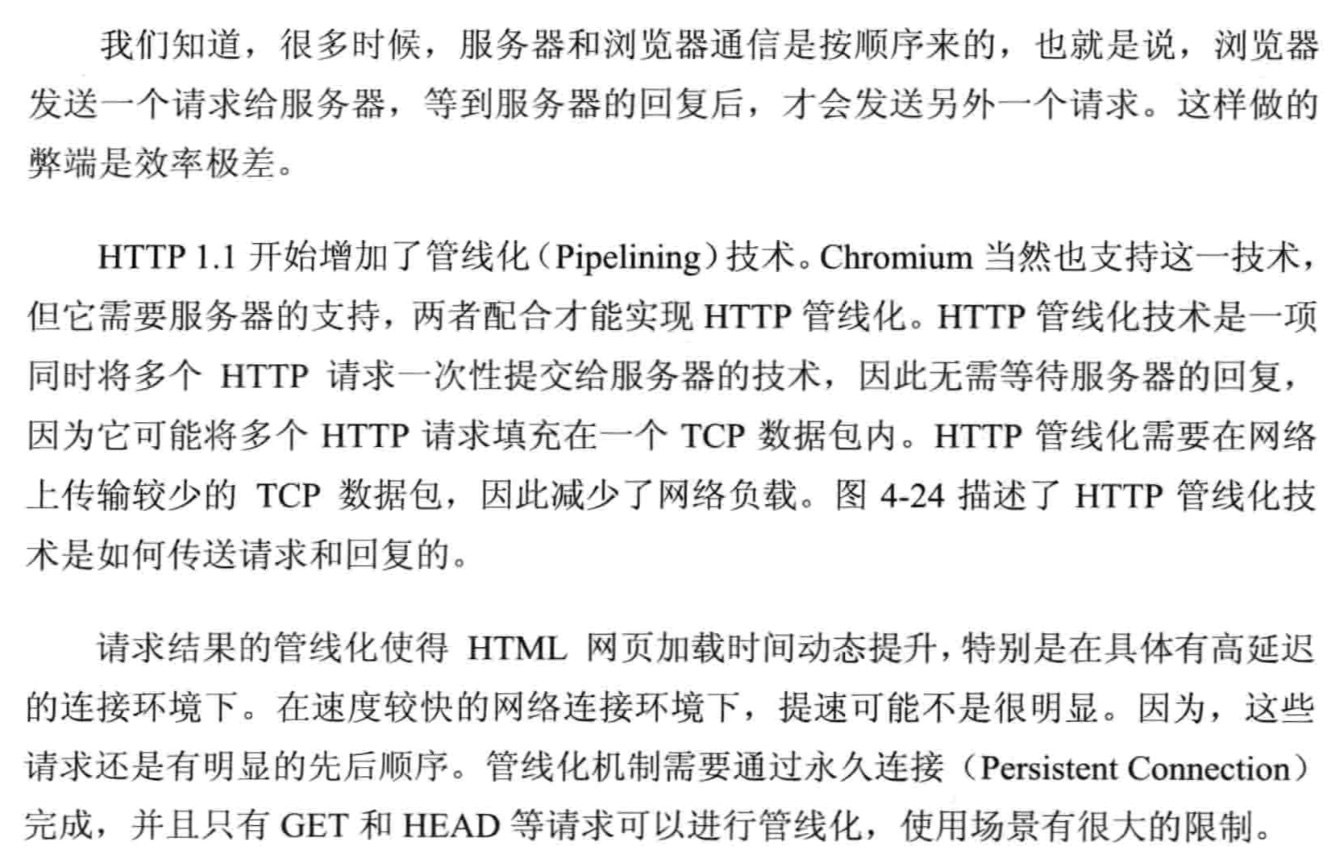 我们知道，很多时候，服务器和浏览器通信是按顺序来的，也就是说，浏览器
发送一个请求给服务器，等到服务器的回复后，才会发送另外一个请求。这样做的
弊端是效率极差。
HTTP 1.1 开始增加了管线化（Pipelining）技术。Chromium 当然也支持这一技术，
但它需要服务器的支持，两者配合才能实现 HTTP 管线化。HTTP 管线化技术是一项
同时将多个 HTTP 请求一次性提交给服务器的技术，因此无需等待服务器的回复，
因为它可能将多个 HTTP 请求填充在一个 TCP 数据包内。HTTP 管线化需要在网络
上传输较少的 TCP 数据包，因此减少了网络负载。图 4-24 描述了 HTTP 管线化技
术是如何传送请求和回复的。
请求结果的管线化使得 HTML 网页加载时间动态提升，特别是在具体有高延迟
的连接环境下。在速度较快的网络连接环境下，提速可能不是很明显。因为，这些
请求还是有明显的先后顺序。管线化机制需要通过永久连接（Persistent Connection）
完成，并且只有 GET 和 HEAD 等请求可以进行管线化，使用场景有很大的限制。